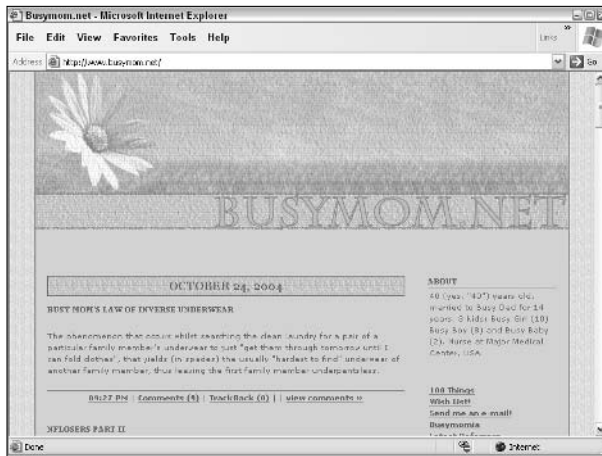 Busymom.net - Microsoft Internet Explorer
File Edit View Favorites Tools Help
Links »
Address http://www.busymom.net/ Go
BUSYMOM.NET
OCTOBER 24, 2004
BUSY MOM'S LAW OF INVERSE UNDERWEAR
The phenomenon that occurs whilst searching the clean laundry for a pair of a
particular family member's underwear to just "get them through tomorrow until I
can fold clothes", that yields (in spades) the usually "hardest to find" underwear of
another family member, thus leaving the first family member underpantsless.
09:27 PM | Comments (5) | TrackBack (0) | | view comments »
NFLOSERS PART II
ABOUT
40 (yes, "40") years old,
married to Busy Dad for 14
years. 3 kids: Busy Girl (10)
Busy Boy (8) and Busy Baby
(2). Nurse at Major Medical
Center, USA.
100 Things
Wish List!
Send me an e-mail!
Busymomia
Latest Referrers
Done
Internet